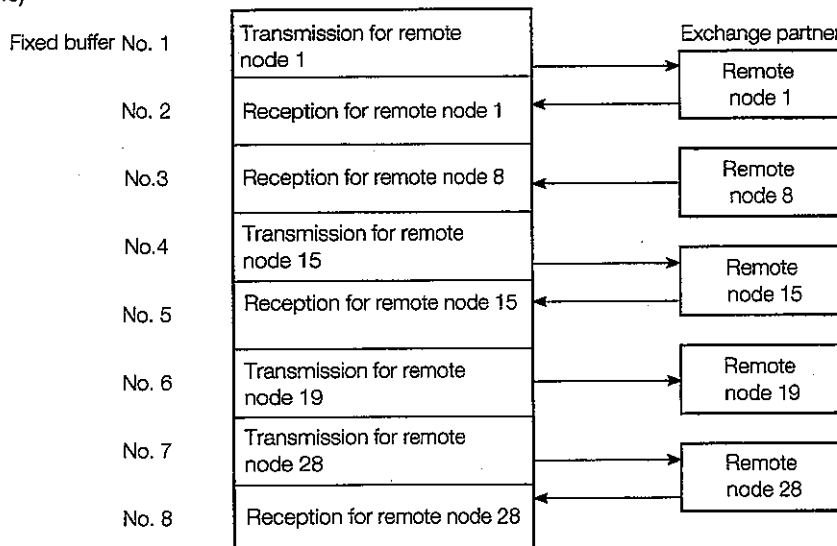 Fixed buffer No. 1
Transmission for remote
node 1
Exchange partner
Remote
node 1
No. 2
Reception for remote node 1
No.3
Reception for remote node 8
Remote
node 8
No.4
Transmission for remote
node 15
Remote
node 15
No. 5
Reception for remote node 15
No. 6
Transmission for remote
node 19
Remote
node 19
No. 7
Transmission for remote
node 28
Remote
node 28
No. 8
Reception for remote node 28